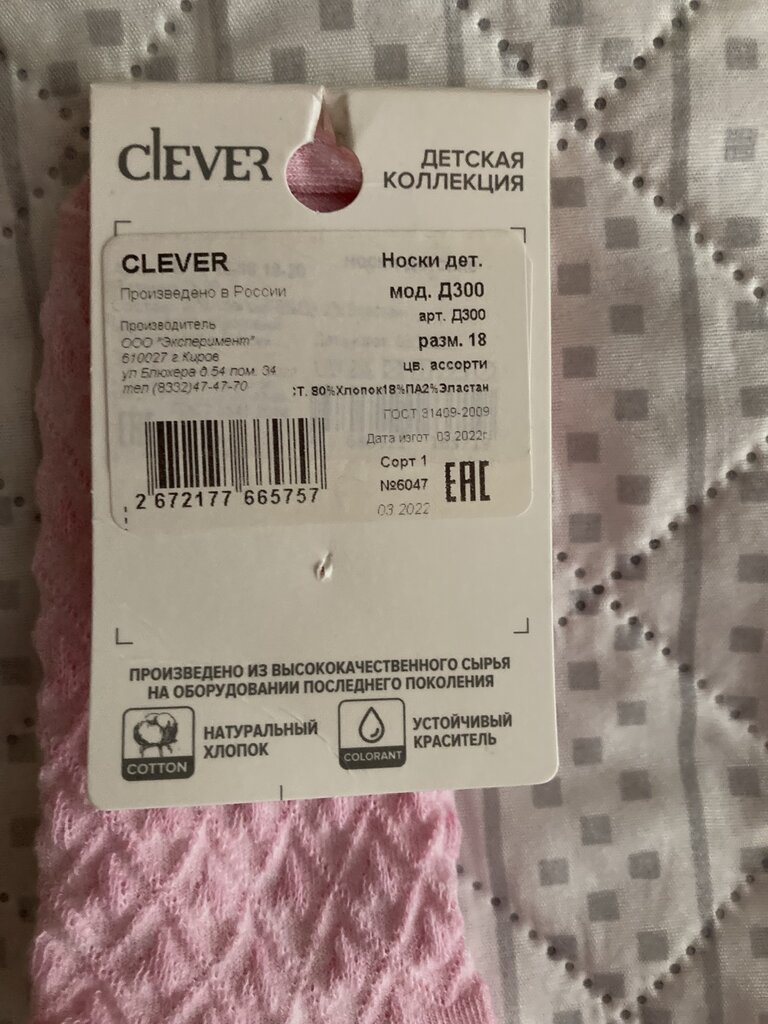 CLEVER
ДЕТСКАЯ
КОЛЛЕКЦИЯ
CLEVER
Произведено в России
Производитель
ООО "Эксперимент"
610027 г Киров
ул Блюхера д 54 пом. 34
тел (8332)47-47-70
Носки дет.
мод. Д300
арт. Д300
разм. 18
цв. ассорти
СТ. 80%Хлопок18%ПА2%Эластан
ГОСТ 31409-2009
Дата изгот 03 2022г.
Сорт 1
№6047
EAC
03 2022
2 672177 665757
ПРОИЗВЕДЕНО ИЗ ВЫСОКОКАЧЕСТВЕННОГО СЫРЬЯ
НА ОБОРУДОВАНИИ ПОСЛЕДНЕГО ПОКОЛЕНИЯ
COTTON
НАТУРАЛЬНЫЙ
ХЛОПОК
COLORANT
УСТОЙЧИВЫЙ
КРАСИТЕЛЬ